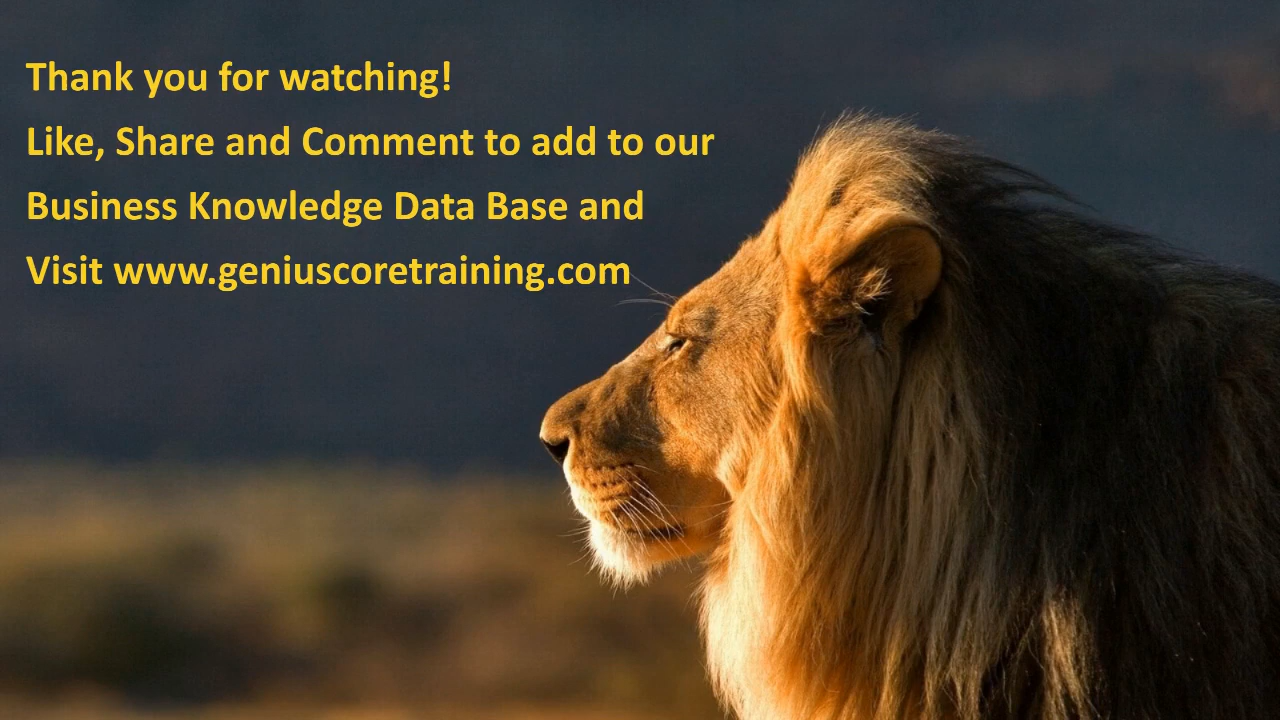 Thank you for watching!
Like, Share and Comment to add to our
Business Knowledge Data Base and
Visit www.geniuscoretraining.com